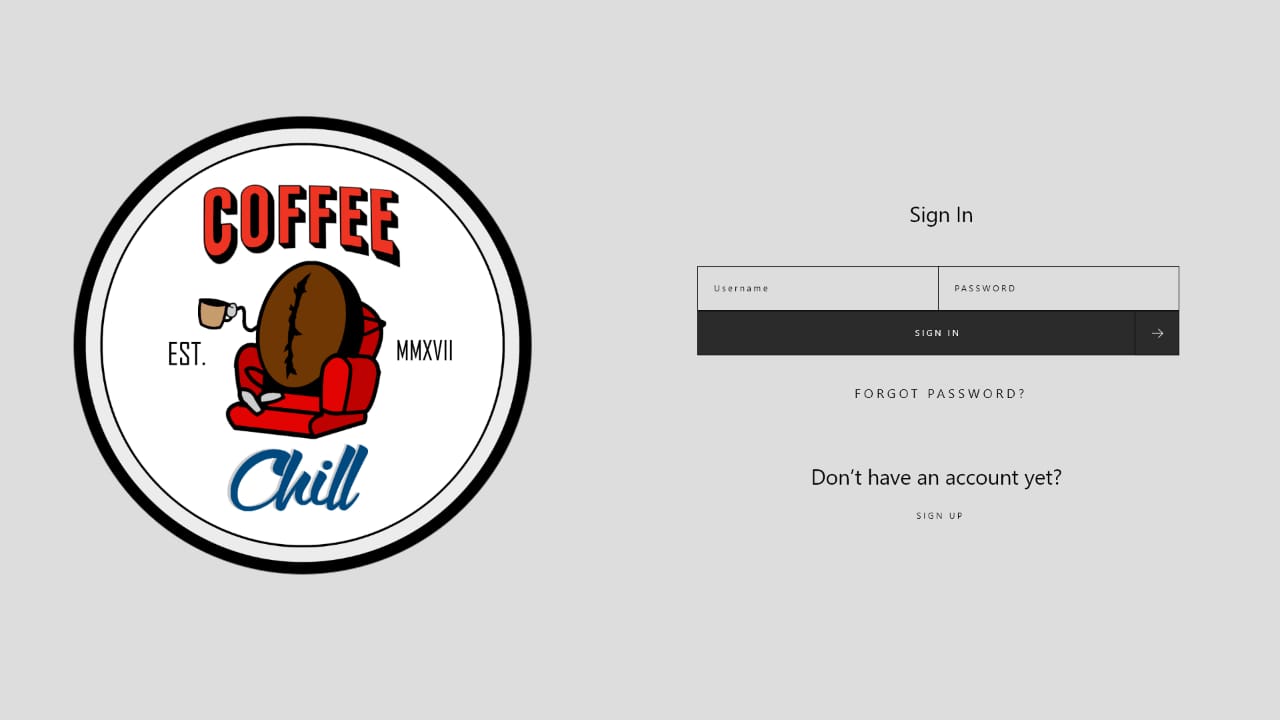 COFFEE
EST. MMXVII
Chill
Sign In
Username PASSWORD
SIGN IN
FORGOT PASSWORD?
Don't have an account yet?
SIGN UP